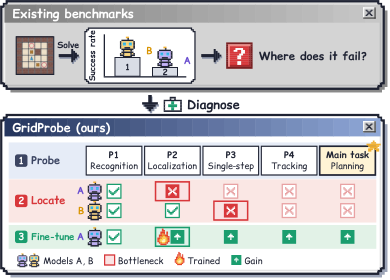 Existing benchmarks
Solve
Success rate
B
A
1
2
?
Where does it fail?
Diagnose
GridProbe (ours)
1 Probe
P1 Recognition
P2 Localization
P3 Single-step
P4 Tracking
Main task Planning
2 Locate
A
B
3 Fine-tune
A
Models A, B
Bottleneck
Trained
Gain